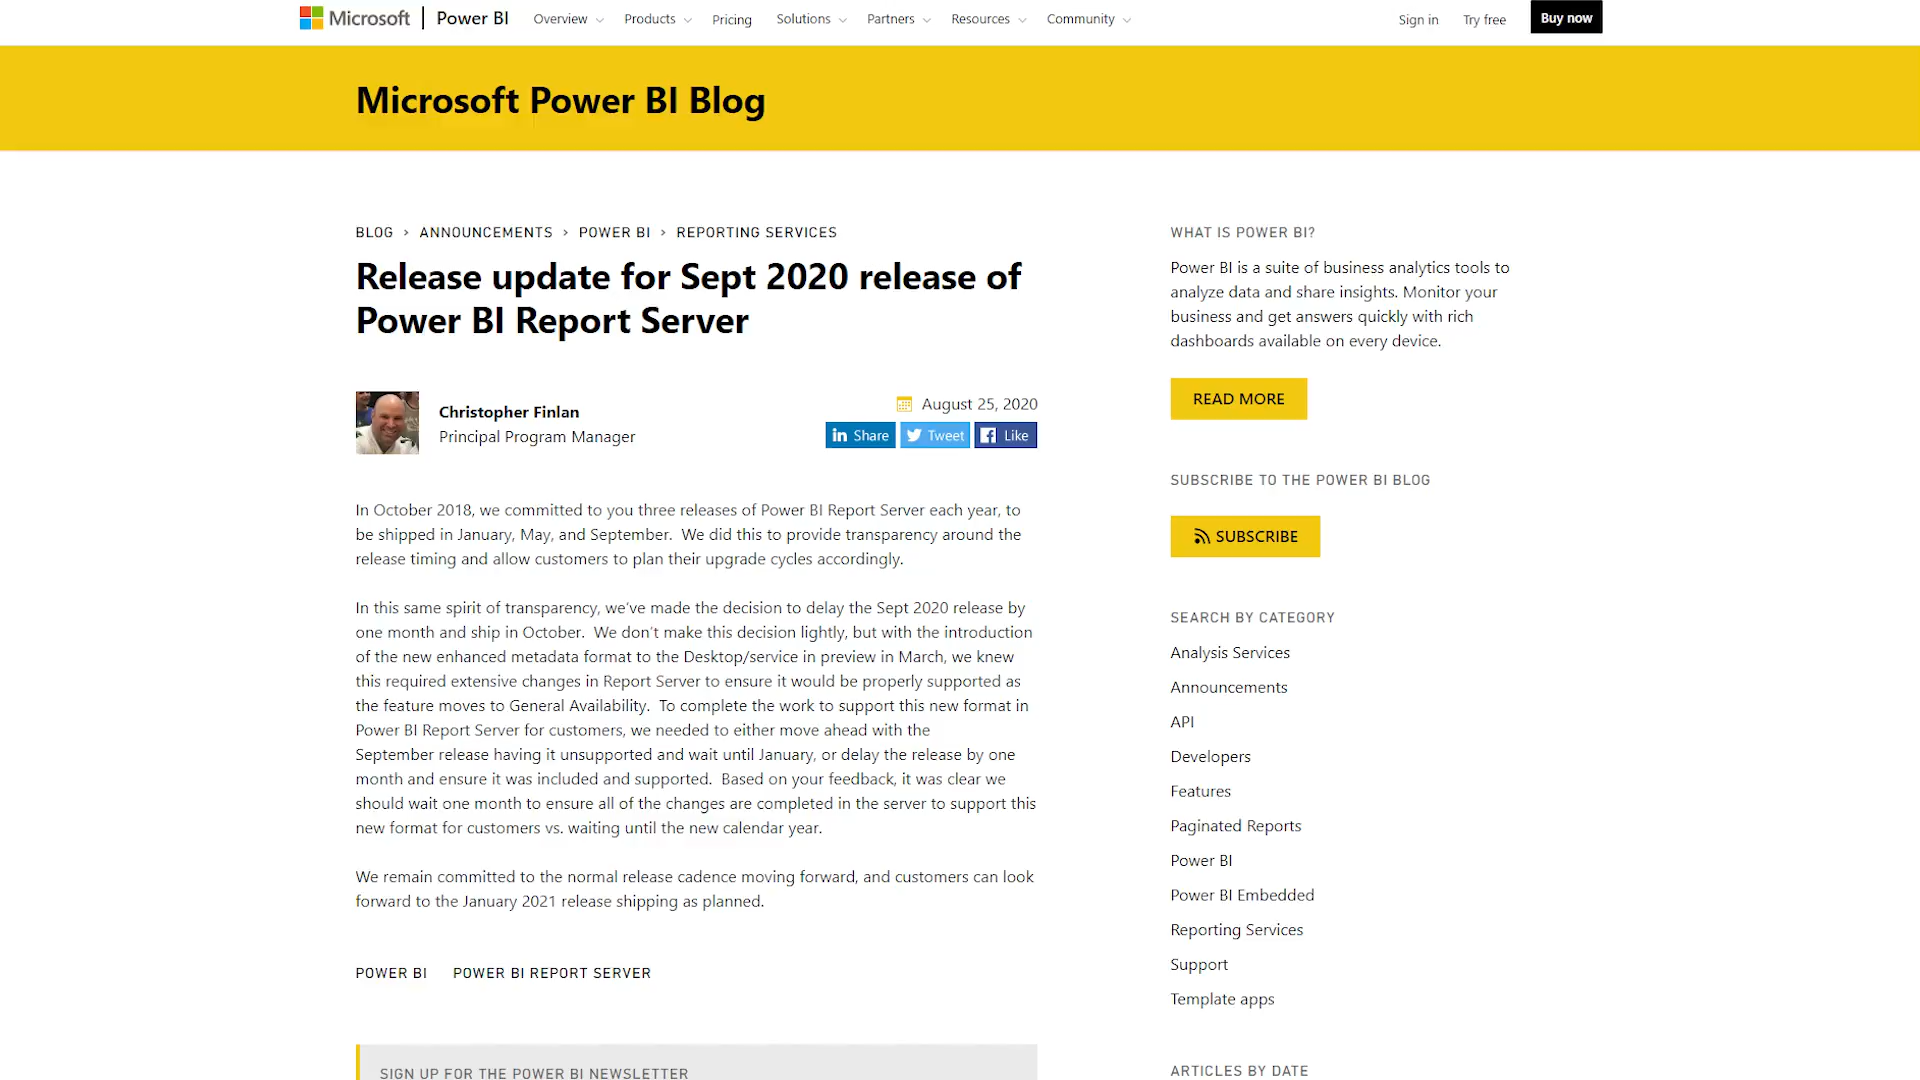 Microsoft Power BI Overview Products Pricing Solutions Partners Resources Community Sign in Try free Buy now
Microsoft Power BI Blog
BLOG › ANNOUNCEMENTS › POWER BI › REPORTING SERVICES
Release update for Sept 2020 release of
Power BI Report Server
Christopher Finlan
Principal Program Manager
August 25, 2020
Share Tweet Like
In October 2018, we committed to you three releases of Power BI Report Server each year, to
be shipped in January, May, and September. We did this to provide transparency around the
release timing and allow customers to plan their upgrade cycles accordingly.
In this same spirit of transparency, we've made the decision to delay the Sept 2020 release by
one month and ship in October. We don't make this decision lightly, but with the introduction
of the new enhanced metadata format to the Desktop/service in preview in March, we knew
this required extensive changes in Report Server to ensure it would be properly supported as
the feature moves to General Availability. To complete the work to support this new format in
Power BI Report Server for customers, we needed to either move ahead with the
September release having it unsupported and wait until January, or delay the release by one
month and ensure it was included and supported. Based on your feedback, it was clear we
should wait one month to ensure all of the changes are completed in the server to support this
new format for customers vs. waiting until the new calendar year.
We remain committed to the normal release cadence moving forward, and customers can look
forward to the January 2021 release shipping as planned.
POWER BI POWER BI REPORT SERVER
SIGN UP FOR THE POWER BI NEWSLETTER
WHAT IS POWER BI?
Power BI is a suite of business analytics tools to
analyze data and share insights. Monitor your
business and get answers quickly with rich
dashboards available on every device.
READ MORE
SUBSCRIBE TO THE POWER BI BLOG
SUBSCRIBE
SEARCH BY CATEGORY
Analysis Services
Announcements
API
Developers
Features
Paginated Reports
Power BI
Power BI Embedded
Reporting Services
Support
Template apps
ARTICLES BY DATE